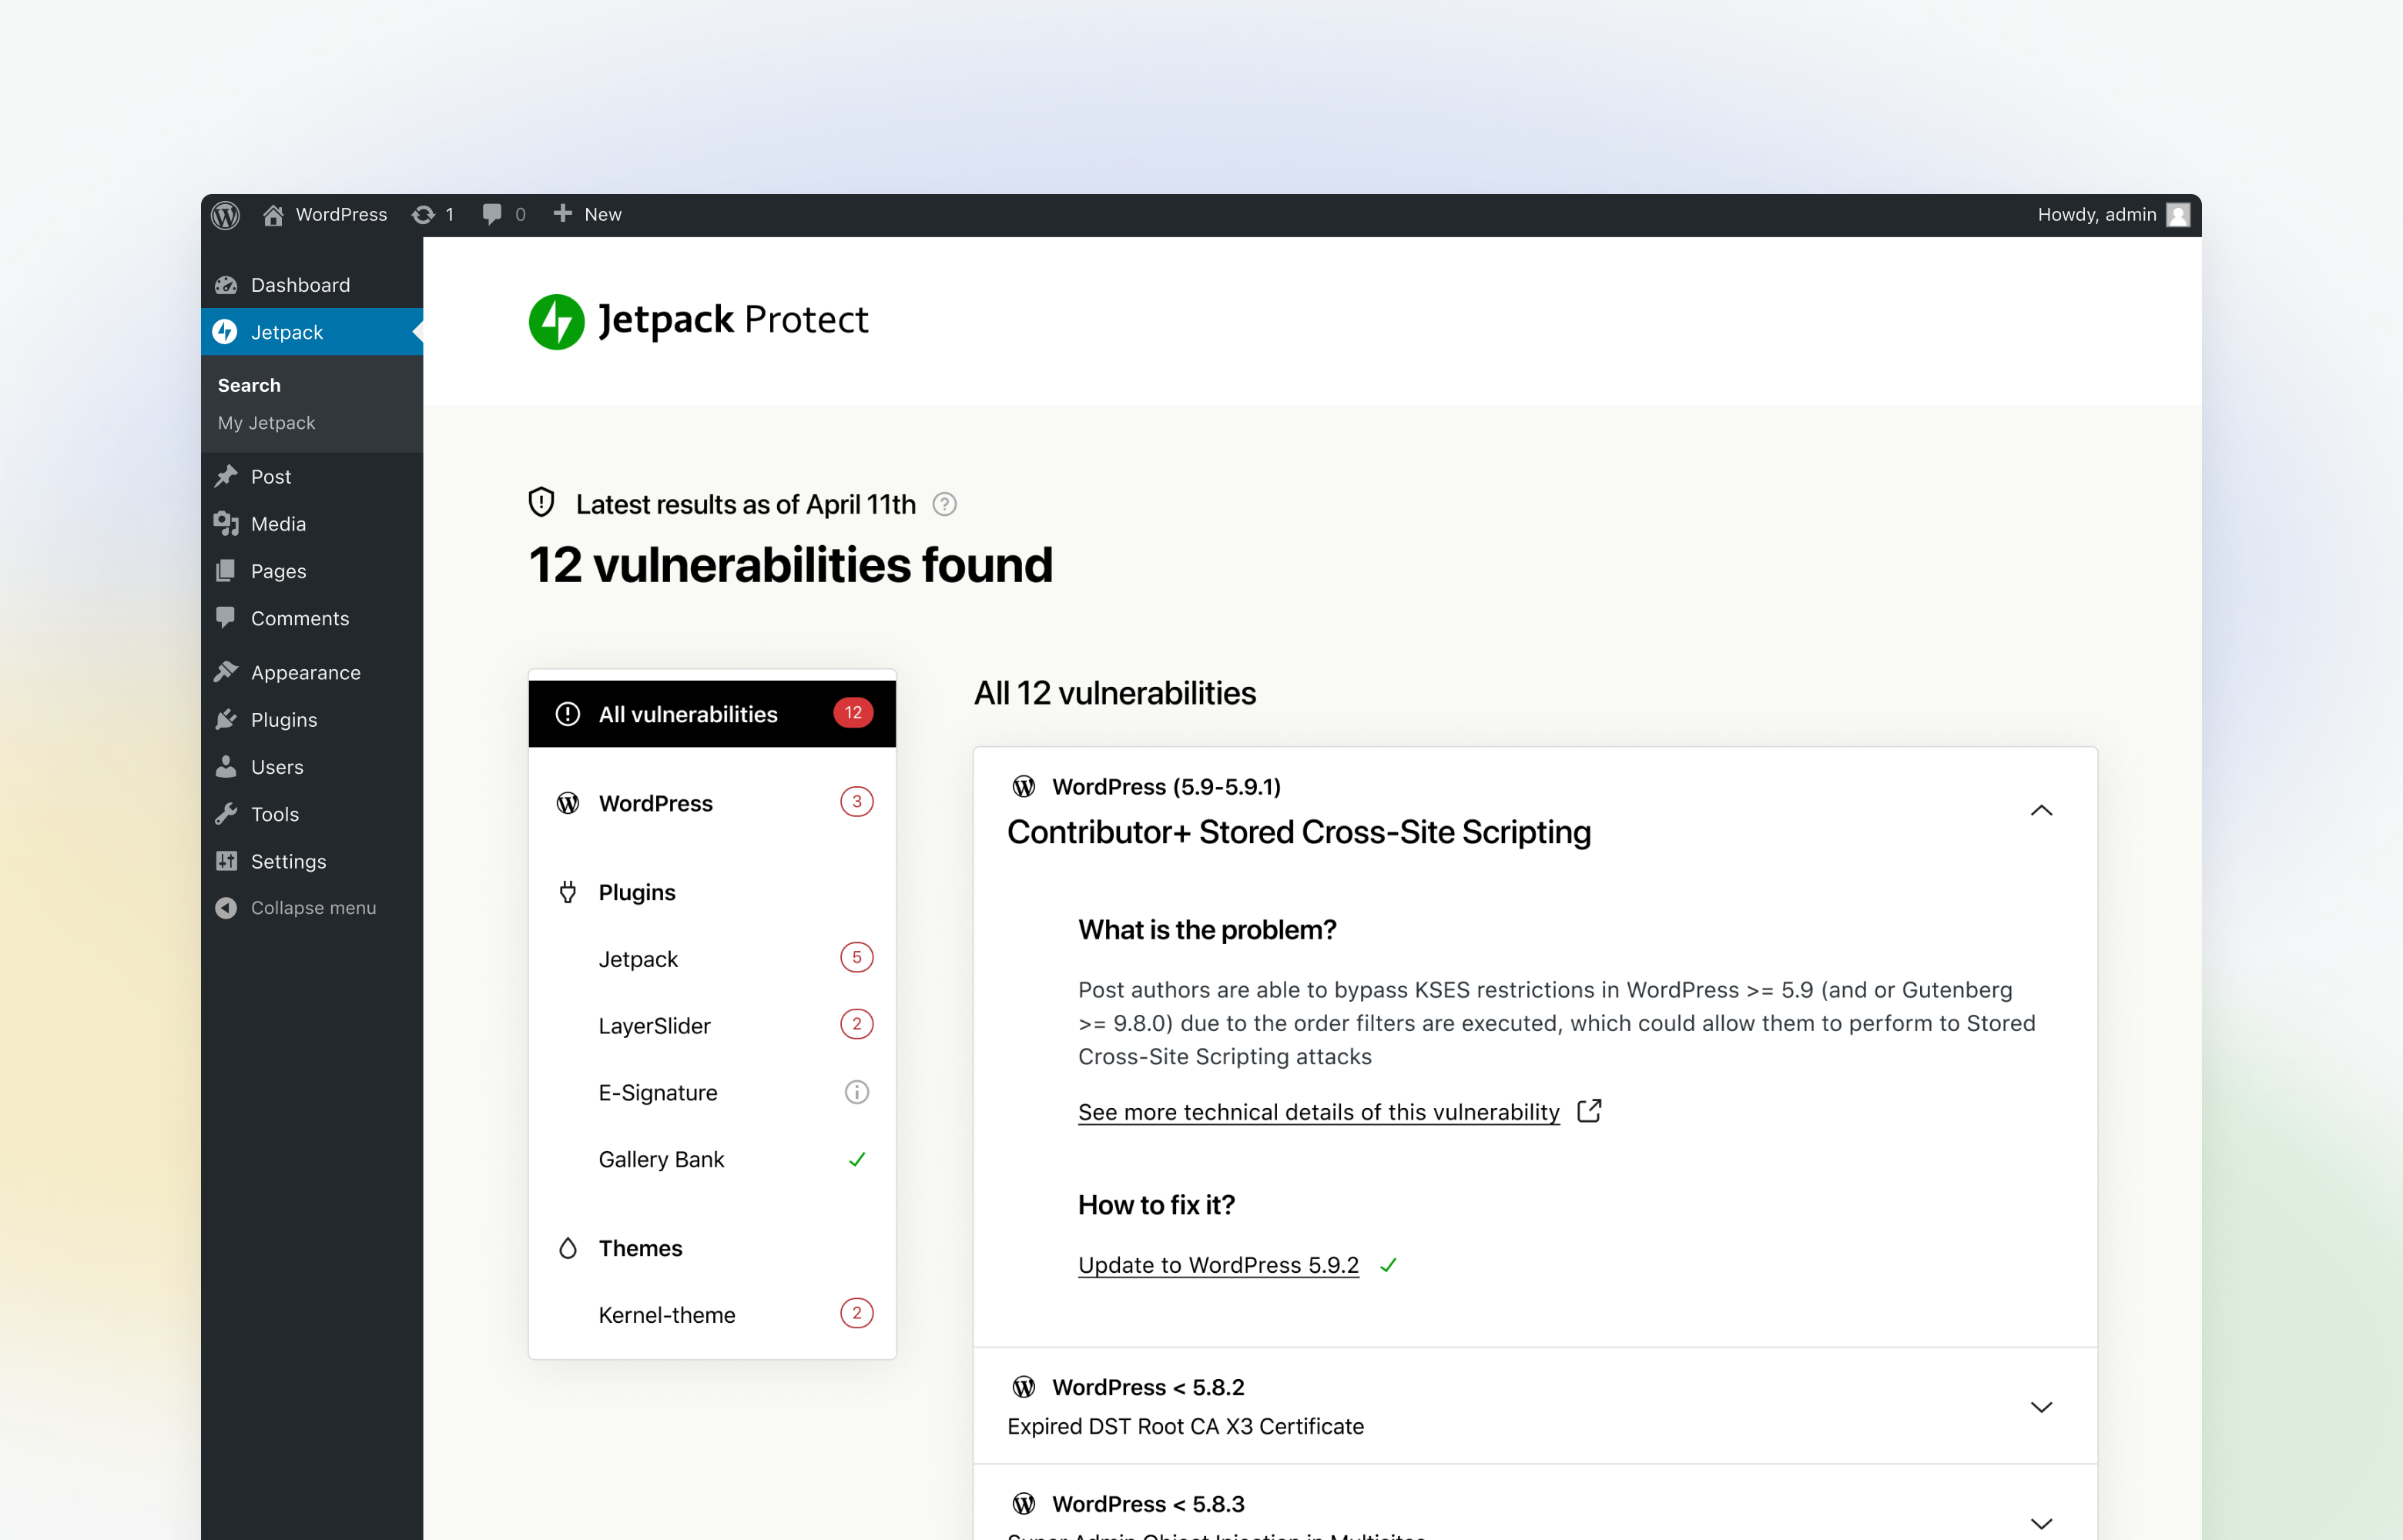 WordPress 1 0 New Howdy, admin
Dashboard
Jetpack
Search
My Jetpack
Post
Media
Pages
Comments
Appearance
Plugins
Users
Tools
Settings
Collapse menu
Jetpack Protect
Latest results as of April 11th
12 vulnerabilities found
All vulnerabilities 12
WordPress 3
Plugins
Jetpack 5
LayerSlider 2
E-Signature
Gallery Bank
Themes
Kernel-theme 2
All 12 vulnerabilities
WordPress (5.9-5.9.1)
Contributor+ Stored Cross-Site Scripting
What is the problem?
Post authors are able to bypass KSES restrictions in WordPress >= 5.9 (and or Gutenberg
>= 9.8.0) due to the order filters are executed, which could allow them to perform to Stored
Cross-Site Scripting attacks
See more technical details of this vulnerability
How to fix it?
Update to WordPress 5.9.2
WordPress < 5.8.2
Expired DST Root CA X3 Certificate
WordPress < 5.8.3
Super Admin Object Injection in Multisites